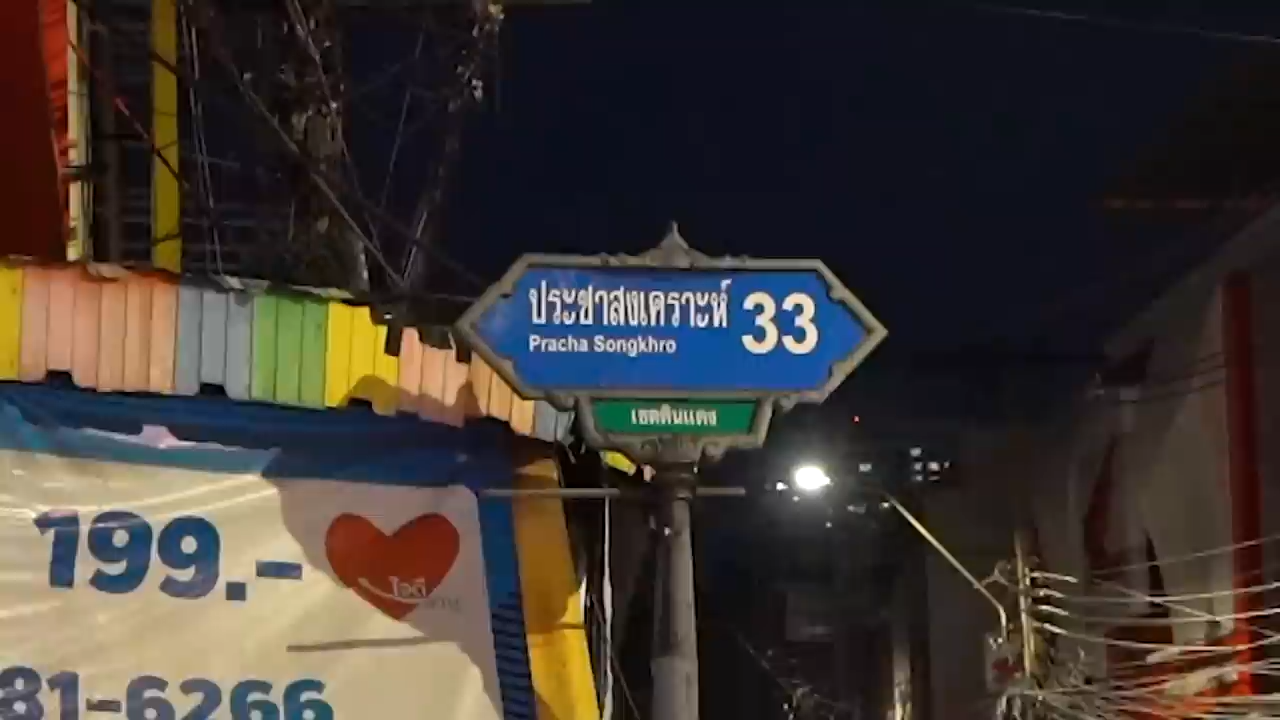 ประชาสงเคราะห์ 33
Pracha Songkhro
เขตดินแดง
199.-
81-6266